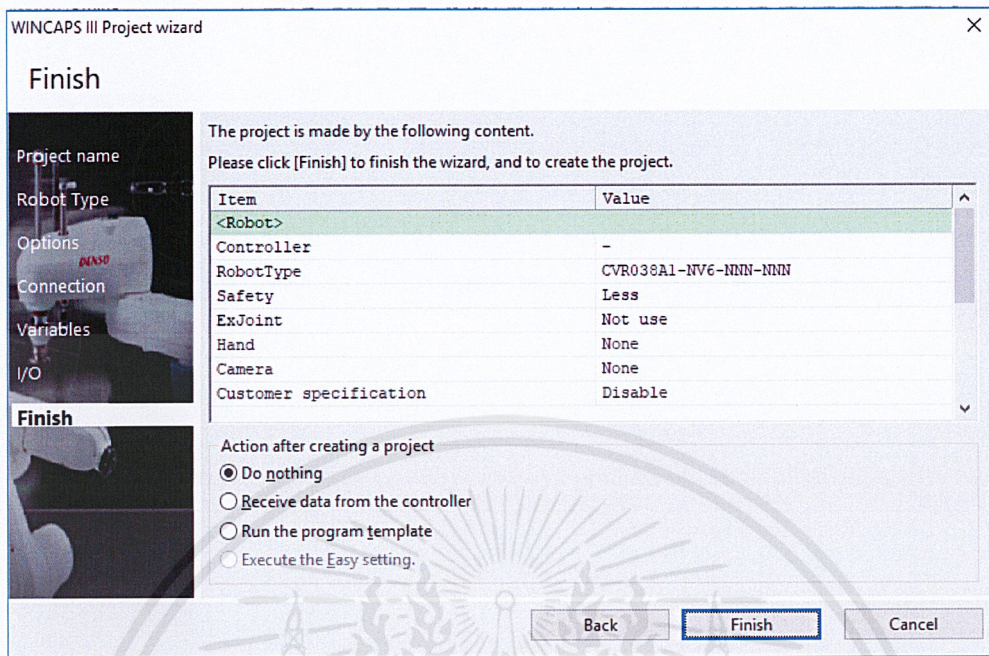 WINCAPS III Project wizard
Finish
Project name
Robot Type
Options
Connection
Variables
I/O
Finish
DENSO
The project is made by the following content.
Please click [Finish] to finish the wizard, and to create the project.
Item Value
<Robot>
Controller -
RobotType CVR038A1-NV6-NNN-NNN
Safety Less
ExJoint Not use
Hand None
Camera None
Customer specification Disable
Action after creating a project
Do nothing
Receive data from the controller
Run the program template
Execute the Easy setting.
Back Finish Cancel